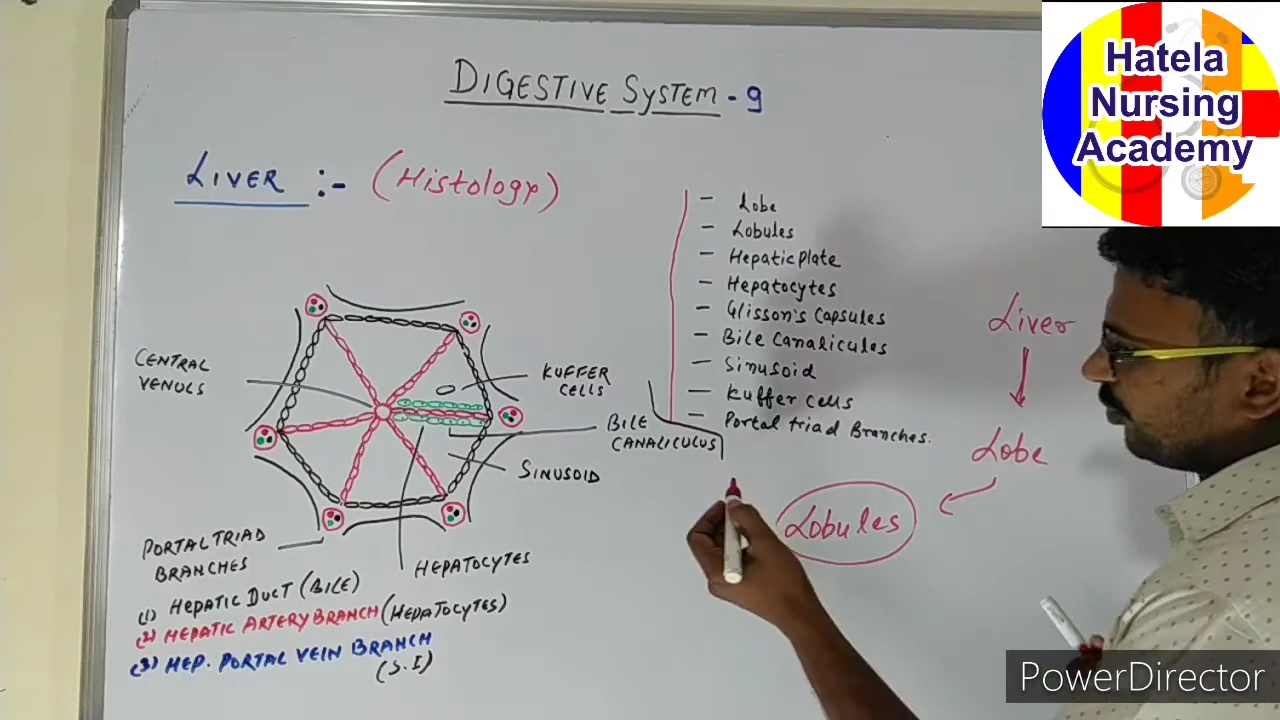 Hatela
Nursing
Academy
DIGESTIVE SYSTEM - 9
LIVER :- (Histology)
- Lobe
- Lobules
- Hepatic plate
- Hepatocytes
- Glisson's Capsules
- Bile Canalicules
- Sinusoid
- Kuffer cells
- Portal triad Branches.
Liver
Lobe
Lobules
CENTRAL
VENULS
KUFFER
CELLS
BILE
CANALICULUS
SINUSOID
HEPATOCYTES
PORTAL TRIAD
BRANCHES
(1) HEPATIC DUCT (BILE)
(2) HEPATIC ARTERY BRANCH (HEPATOCYTES)
(3) HEP. PORTAL VEIN BRANCH
(S.I)
PowerDirector